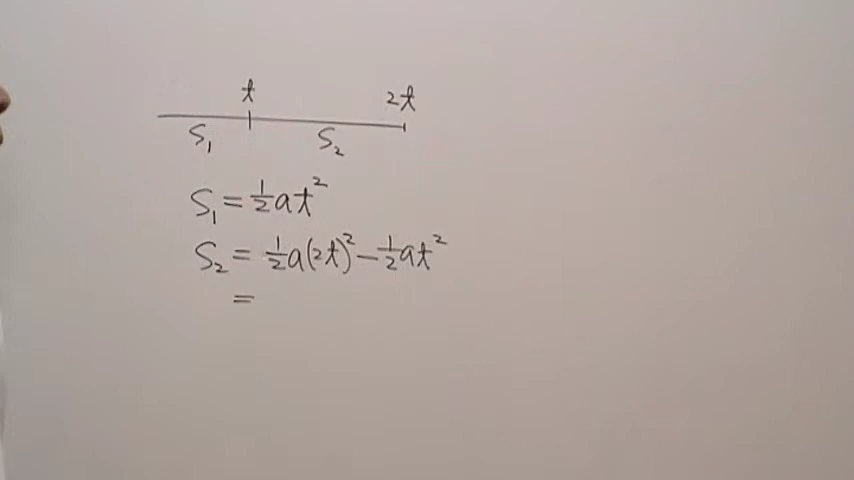 t 2t
S₁ S₂
S₁ = ½at²
S₂ = ½a(2t)² − ½at²
=